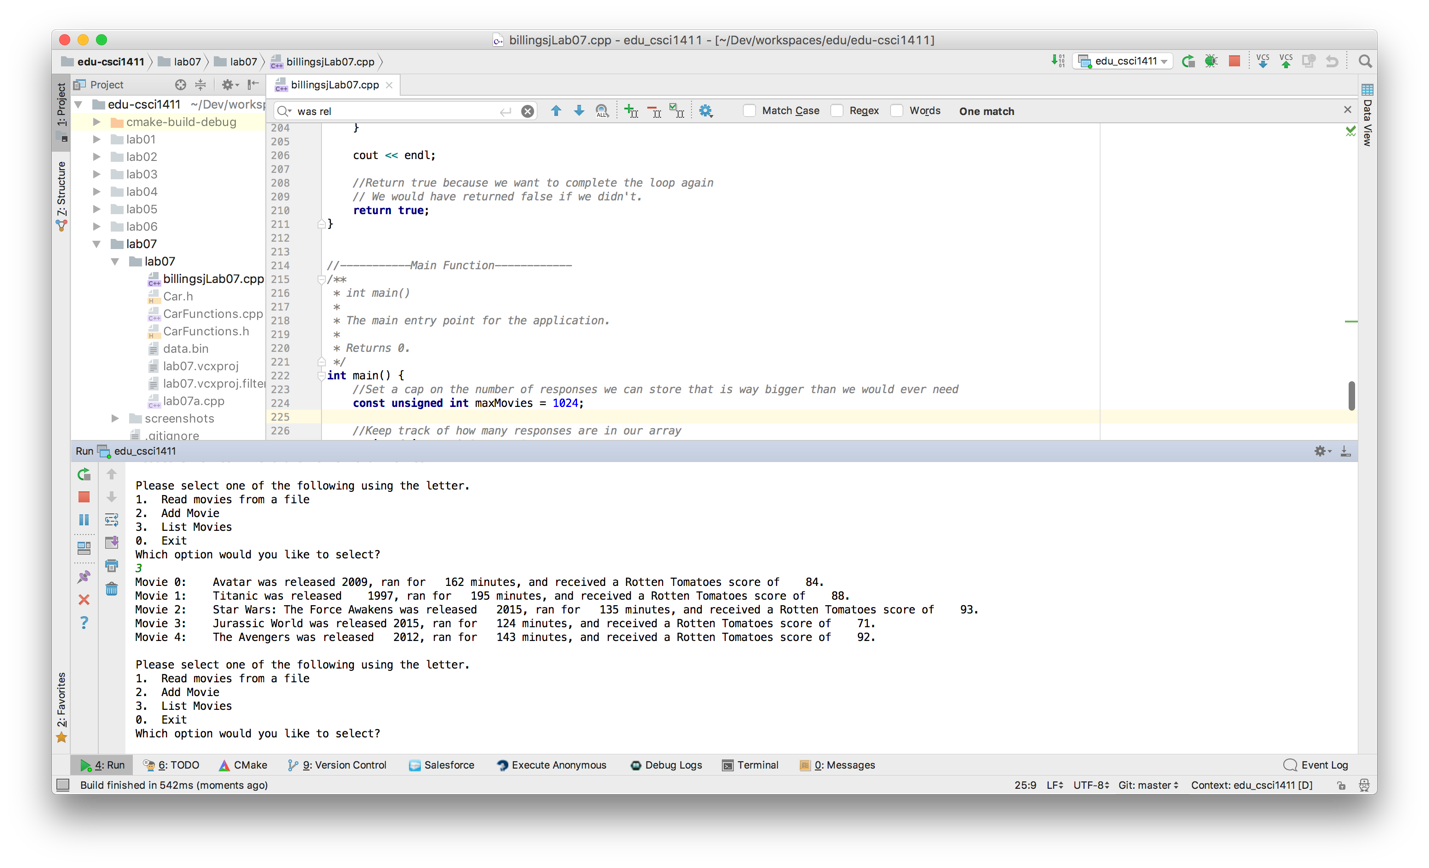 billingsjLab07.cpp - edu_csci1411 - [~/Dev/workspaces/edu/edu-csci1411]
edu-csci1411 lab07 lab07 billingsjLab07.cpp edu_csci1411 VCS VCS
1: Project
Z: Structure
2: Favorites
Project
billingsjLab07.cpp
Data View
edu-csci1411 ~/Dev/worksp
cmake-build-debug
lab01
lab02
lab03
lab04
lab05
lab06
lab07
lab07
billingsjLab07.cpp
Car.h
CarFunctions.cpp
CarFunctions.h
data.bin
lab07.vcxproj
lab07.vcxproj.filter
lab07a.cpp
screenshots
.gitignore
was rel Match Case Regex Words One match
204 }
205
206 cout << endl;
207
208 //Return true because we want to complete the loop again
209 // We would have returned false if we didn't.
210 return true;
211 }
212
213
214 //-----------Main Function------------
215 /**
216 * int main()
217 *
218 * The main entry point for the application.
219 *
220 * Returns 0.
221 */
222 int main() {
223 //Set a cap on the number of responses we can store that is way bigger than we would ever need
224 const unsigned int maxMovies = 1024;
225
226 //Keep track of how many responses are in our array
Run edu_csci1411
Please select one of the following using the letter.
1. Read movies from a file
2. Add Movie
3. List Movies
0. Exit
Which option would you like to select?
3
Movie 0: Avatar was released 2009, ran for 162 minutes, and received a Rotten Tomatoes score of 84.
Movie 1: Titanic was released 1997, ran for 195 minutes, and received a Rotten Tomatoes score of 88.
Movie 2: Star Wars: The Force Awakens was released 2015, ran for 135 minutes, and received a Rotten Tomatoes score of 93.
Movie 3: Jurassic World was released 2015, ran for 124 minutes, and received a Rotten Tomatoes score of 71.
Movie 4: The Avengers was released 2012, ran for 143 minutes, and received a Rotten Tomatoes score of 92.
Please select one of the following using the letter.
1. Read movies from a file
2. Add Movie
3. List Movies
0. Exit
Which option would you like to select?
4: Run 6: TODO CMake 9: Version Control Salesforce Execute Anonymous Debug Logs Terminal 0: Messages Event Log
Build finished in 542ms (moments ago) 25:9 LF UTF-8 Git: master Context: edu_csci1411 [D]